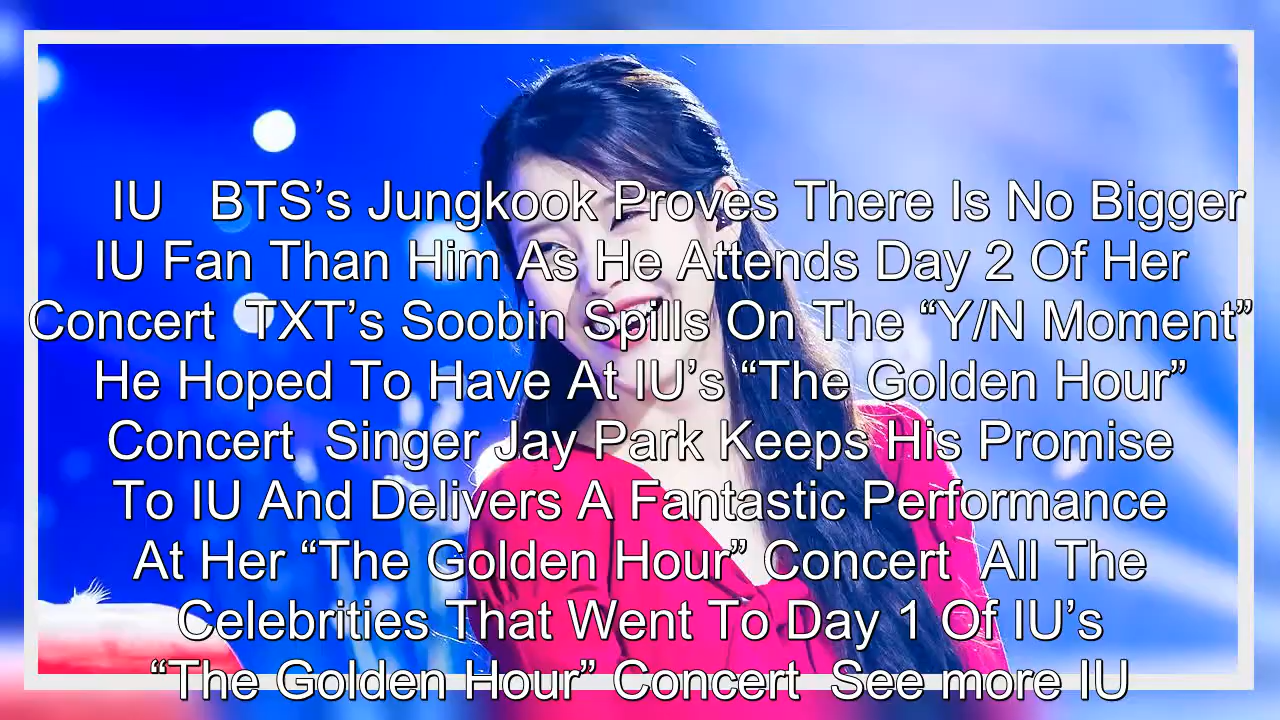 IU BTS’s Jungkook Proves There Is No Bigger
IU Fan Than Him As He Attends Day 2 Of Her
Concert TXT’s Soobin Spills On The “Y/N Moment”
He Hoped To Have At IU’s “The Golden Hour”
Concert Singer Jay Park Keeps His Promise
To IU And Delivers A Fantastic Performance
At Her “The Golden Hour” Concert All The
Celebrities That Went To Day 1 Of IU’s
“The Golden Hour” Concert See more IU